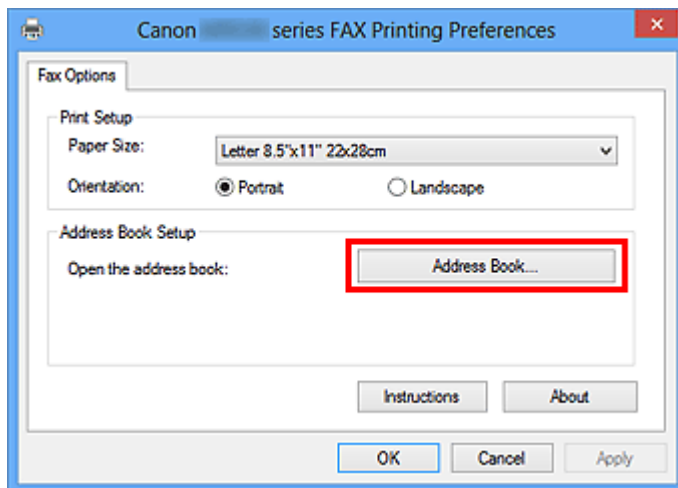 Canon series FAX Printing Preferences
Fax Options
Print Setup
Paper Size: Letter 8.5"x11" 22x28cm
Orientation: Portrait Landscape
Address Book Setup
Open the address book: Address Book...
Instructions About
OK Cancel Apply